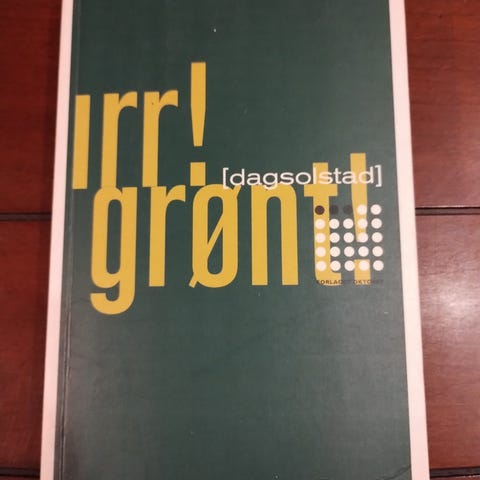 irr!
[dagsolstad]
grønt!
FORLAGET OKTOBER